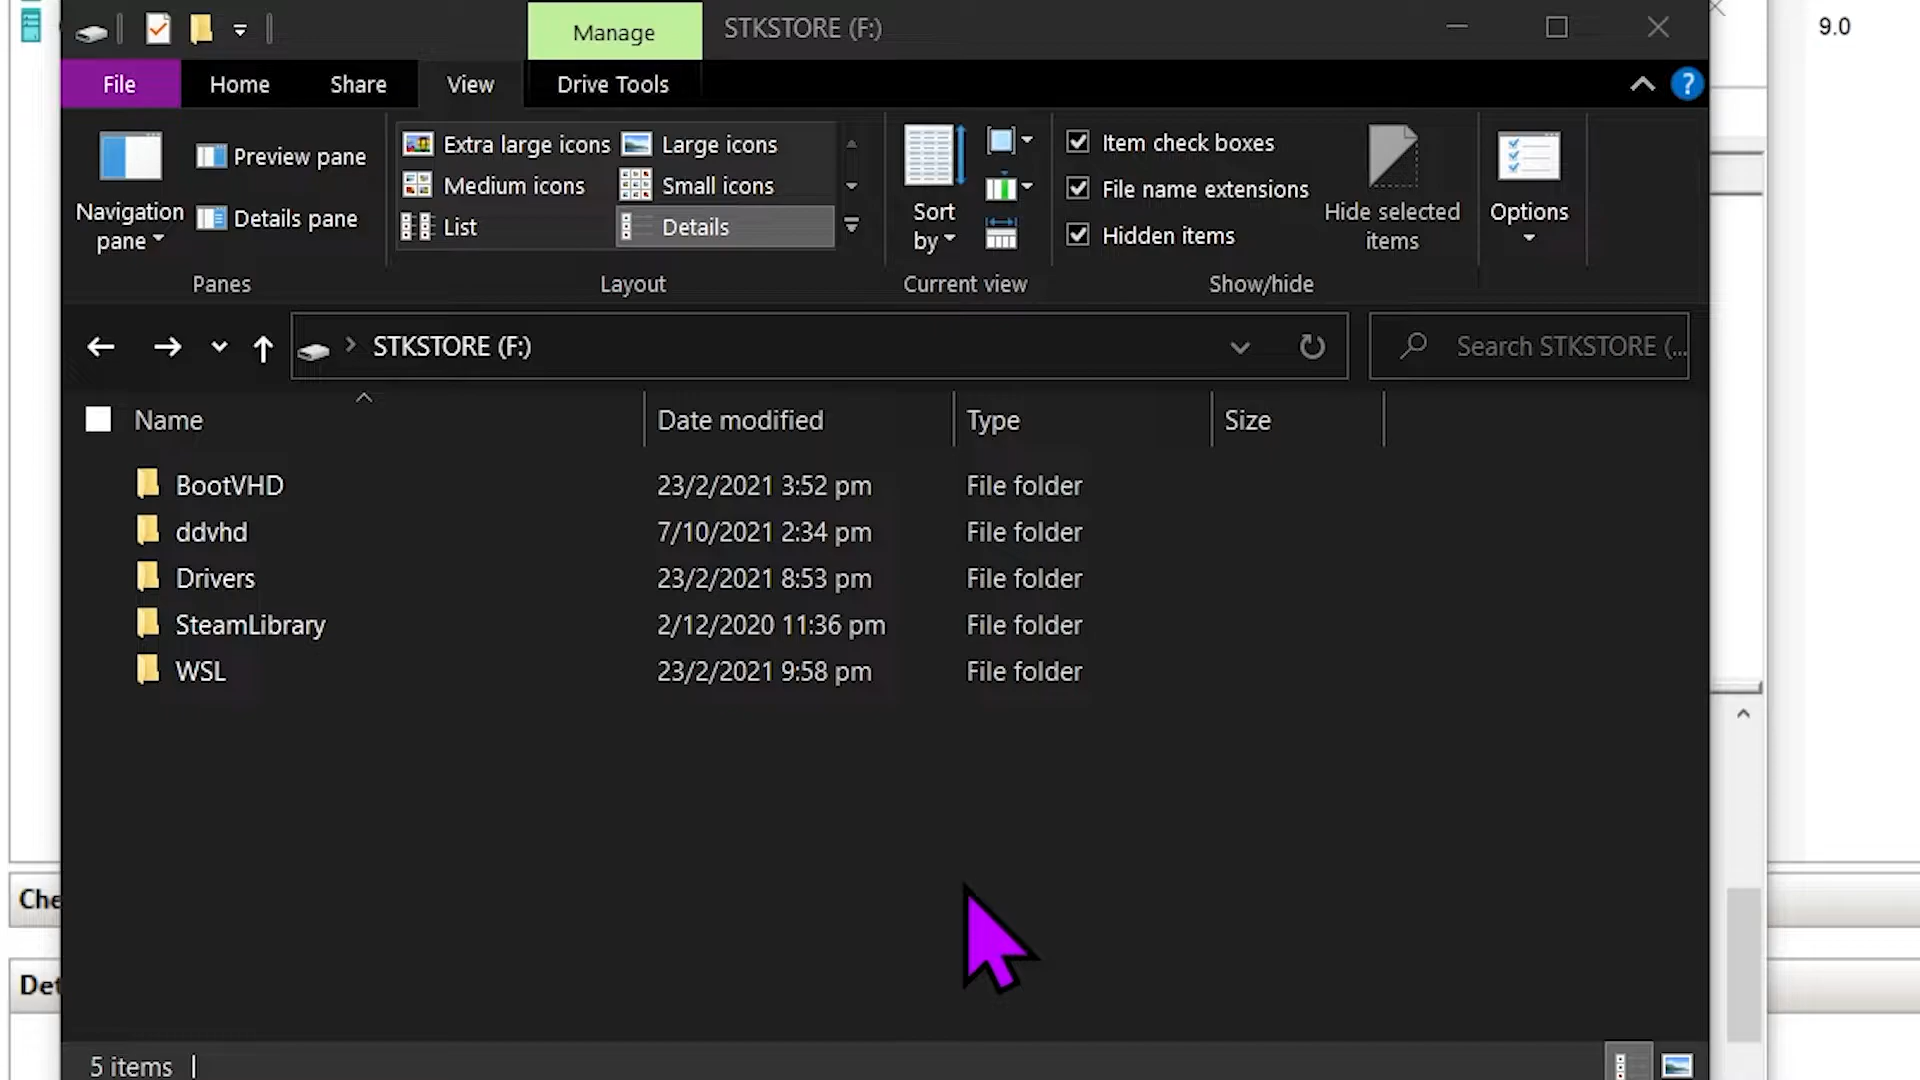 Manage
STKSTORE (F:)
9.0
File
Home
Share
View
Drive Tools
?
Navigation
pane
Preview pane
Details pane
Extra large icons
Large icons
Medium icons
Small icons
List
Details
Sort
by
Item check boxes
File name extensions
Hidden items
Hide selected
items
Options
Panes
Layout
Current view
Show/hide
STKSTORE (F:)
Search STKSTORE (...
Name
Date modified
Type
Size
BootVHD
23/2/2021 3:52 pm
File folder
ddvhd
7/10/2021 2:34 pm
File folder
Drivers
23/2/2021 8:53 pm
File folder
SteamLibrary
2/12/2020 11:36 pm
File folder
WSL
23/2/2021 9:58 pm
File folder
Che
Det
5 items